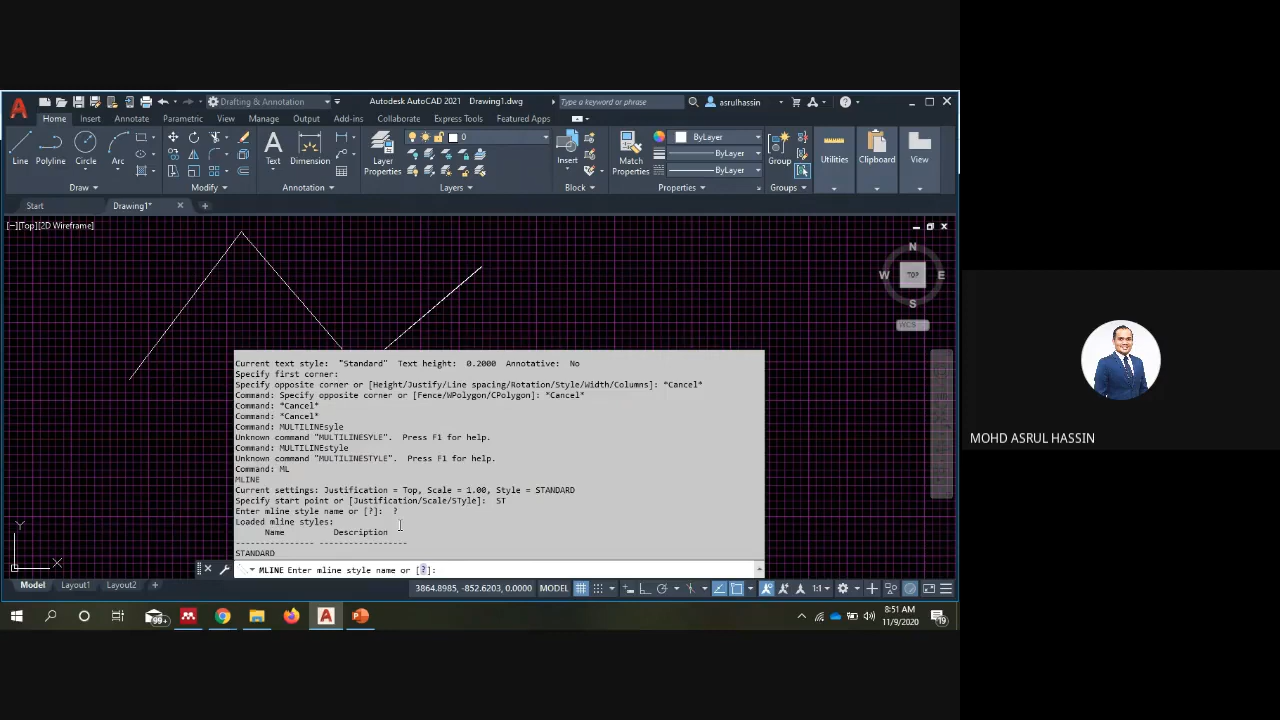 Drafting & Annotation
Autodesk AutoCAD 2021 Drawing1.dwg
Type a keyword or phrase
asrulhassin
Home Insert Annotate Parametric View Manage Output Add-ins Collaborate Express Tools Featured Apps
Line Polyline Circle Arc
Text Dimension
Layer Properties
0
Insert
Match Properties
ByLayer
ByLayer
ByLayer
Group
Utilities
Clipboard
View
Draw Modify Annotation Layers Block Properties Groups
Start Drawing1*
[−][Top][2D Wireframe]
N
W TOP E
S
WCS
Current text style: "Standard" Text height: 0.2000 Annotative: No
Specify first corner:
Specify opposite corner or [Height/Justify/Line spacing/Rotation/Style/Width/Columns]: *Cancel*
Command: Specify opposite corner or [Fence/WPolygon/CPolygon]: *Cancel*
Command: *Cancel*
Command: *Cancel*
Command: MULTILINEsyle
Unknown command "MULTILINESYLE". Press F1 for help.
Command: MULTILINEstyle
Unknown command "MULTILINESTYLE". Press F1 for help.
Command: ML
MLINE
Current settings: Justification = Top, Scale = 1.00, Style = STANDARD
Specify start point or [Justification/Scale/STyle]: ST
Enter mline style name or [?]: ?
Loaded mline styles:
Name Description
---------------- ------------------
STANDARD
MLINE Enter mline style name or [?]:
Y
X
Model Layout1 Layout2
3864.8985, -852.6203, 0.0000 MODEL
1:1
99+
8:51 AM
11/9/2020
19
MOHD ASRUL HASSIN